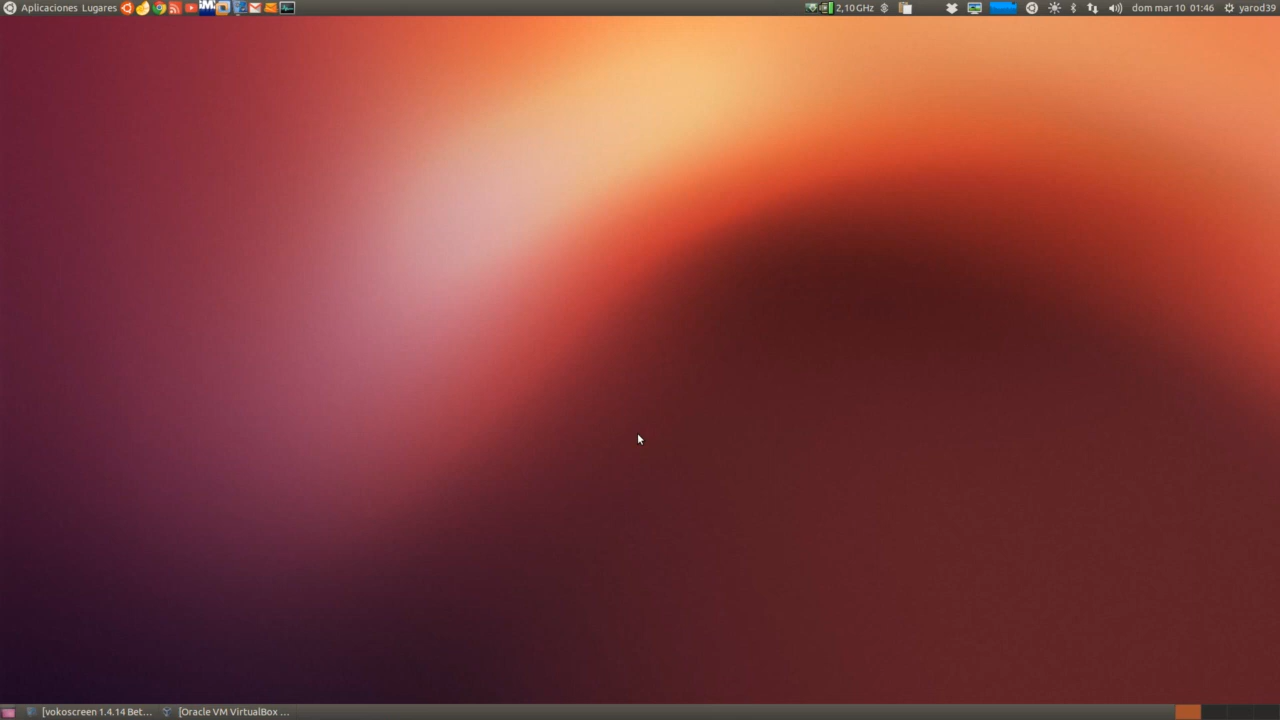 Aplicaciones Lugares 2,10 GHz dom mar 10 01:46 yarod39
[vokoscreen 1.4.14 Bet... [Oracle VM VirtualBox ...